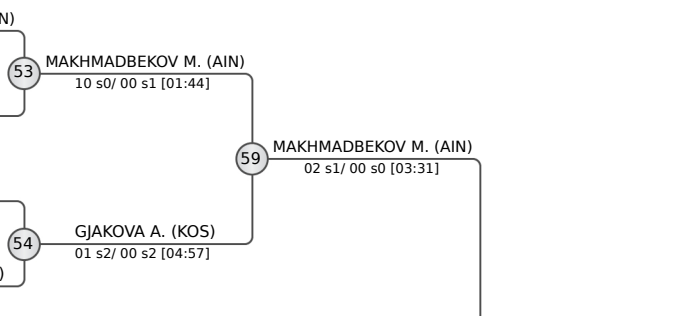 N)
53
MAKHMADBEKOV M. (AIN)
10 s0/ 00 s1 [01:44]
59
MAKHMADBEKOV M. (AIN)
02 s1/ 00 s0 [03:31]
54
GJAKOVA A. (KOS)
01 s2/ 00 s2 [04:57]
)